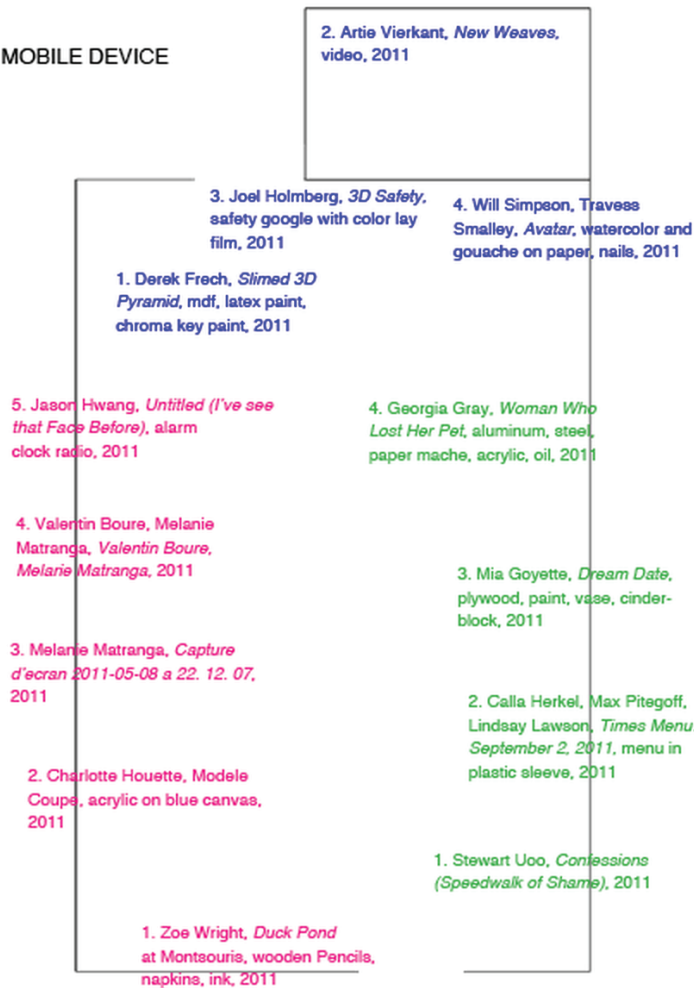 MOBILE DEVICE
2. Artie Vierkant, New Weaves,
video, 2011
3. Joel Holmberg, 3D Safety,
safety google with color lay
film, 2011
4. Will Simpson, Travess
Smalley, Avatar, watercolor and
gouache on paper, nails, 2011
1. Derek Frech, Slimed 3D
Pyramid, mdf, latex paint,
chroma key paint, 2011
5. Jason Hwang, Untitled (I've see
that Face Before), alarm
clock radio, 2011
4. Georgia Gray, Woman Who
Lost Her Pet, aluminum, steel,
paper mache, acrylic, oil, 2011
4. Valentin Boure, Melanie
Matranga, Valentin Boure,
Melanie Matranga, 2011
3. Mia Goyette, Dream Date,
plywood, paint, vase, cinder-
block, 2011
3. Melanie Matranga, Capture
d'ecran 2011-05-08 a 22. 12. 07,
2011
2. Calla Herkel, Max Pitegoff,
Lindsay Lawson, Times Menu
September 2, 2011, menu in
plastic sleeve, 2011
2. Charlotte Houette, Modele
Coupe, acrylic on blue canvas,
2011
1. Stewart Uoo, Confessions
(Speedwalk of Shame), 2011
1. Zoe Wright, Duck Pond
at Montsouris, wooden Pencils,
napkins, ink, 2011